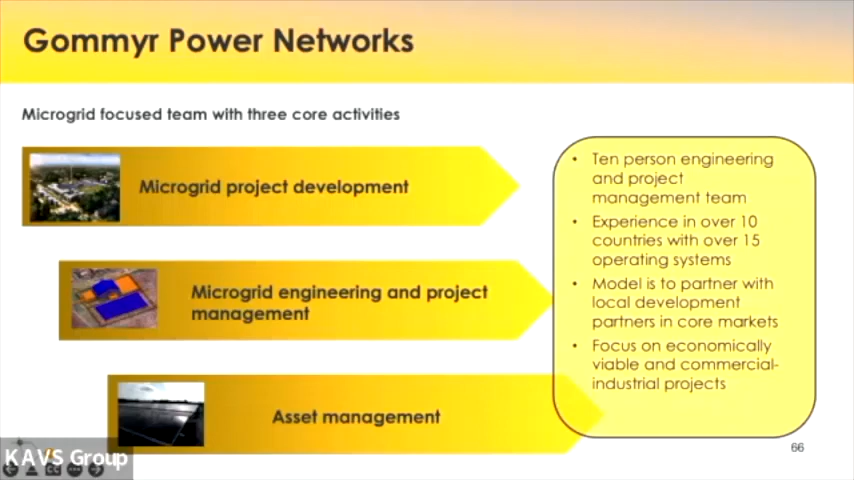 Gommyr Power Networks
Microgrid focused team with three core activities
Microgrid project development
Microgrid engineering and project
management
Asset management
• Ten person engineering
and project
management team
• Experience in over 10
countries with over 15
operating systems
• Model is to partner with
local development
partners in core markets
• Focus on economically
viable and commercial-
industrial projects
66
KAVS Group
CC